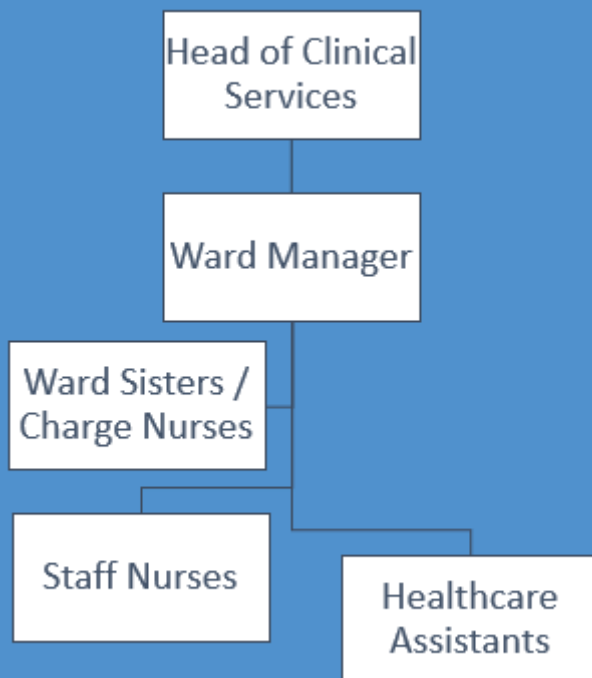 Head of Clinical
Services
Ward Manager
Ward Sisters /
Charge Nurses
Staff Nurses
Healthcare
Assistants